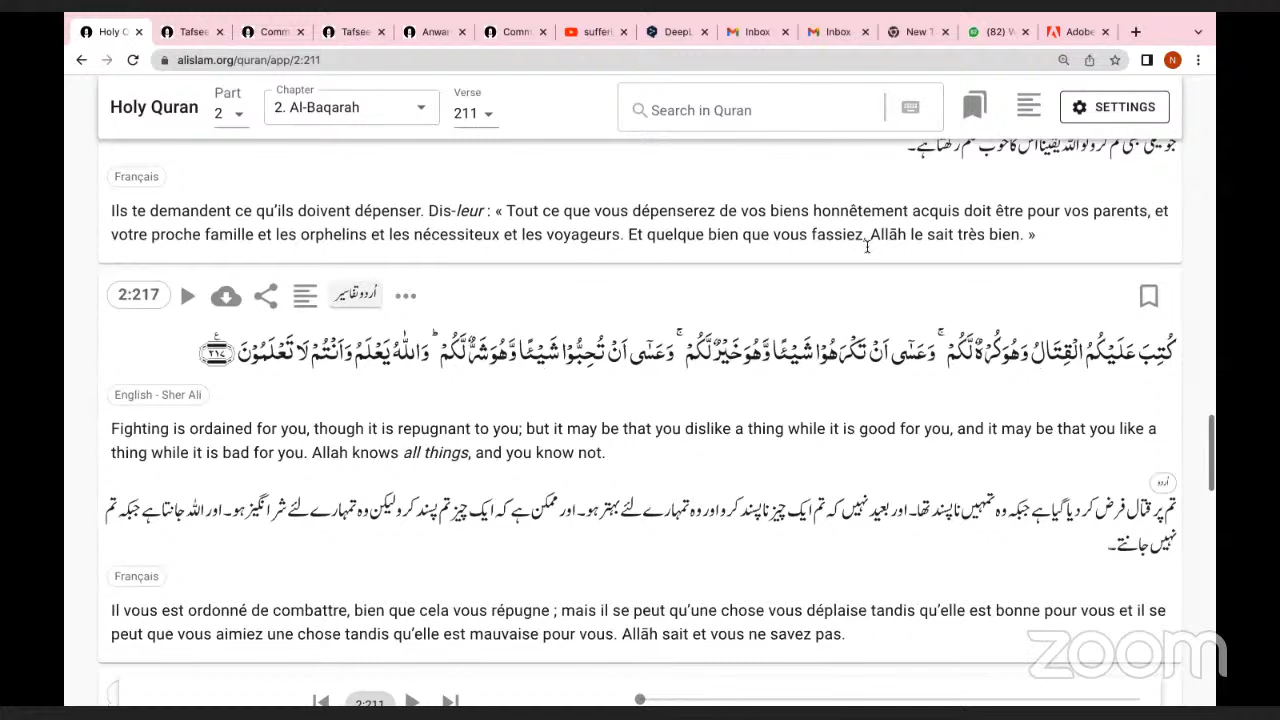 Holy Q
Tafsee
Comm
Tafsee
Anwar
Comm
suffer
DeepL
Inbox
Inbox
New T
(82) W
Adobe
alislam.org/quran/app/2:211
N
Holy Quran
Part
2
Chapter
2. Al-Baqarah
Verse
211
Search in Quran
SETTINGS
Français
Ils te demandent ce qu’ils doivent dépenser. Dis-leur : « Tout ce que vous dépenserez de vos biens honnêtement acquis doit être pour vos parents, et
votre proche famille et les orphelins et les nécessiteux et les voyageurs. Et quelque bien que vous fassiez, Allāh le sait très bien. »
2:217
اُردو تفاسیر
كُتِبَ عَلَيْكُمُ الْقِتَالُ وَهُوَ كُرْهٌ لَّكُمْ ۚ وَعَسٰٓى اَنْ تَكْرَهُوْا شَيْـًٔا وَّهُوَ خَيْرٌ لَّكُمْ ۚ وَعَسٰٓى اَنْ تُحِبُّوْا شَيْـًٔا وَّهُوَ شَرٌّ لَّكُمْ ؕ وَاللّٰهُ يَعْلَمُ وَاَنْتُمْ لَا تَعْلَمُوْنَ ﴿۲۱۷﴾
English - Sher Ali
Fighting is ordained for you, though it is repugnant to you; but it may be that you dislike a thing while it is good for you, and it may be that you like a
thing while it is bad for you. Allah knows all things, and you know not.
اُردو
تم پر قتال فرض کر دیا گیا ہے جبکہ وہ تمہیں ناپسند تھا۔ اور بعید نہیں کہ تم ایک چیز ناپسند کرو اور وہ تمہارے لئے بہتر ہو۔ اور ممکن ہے کہ ایک چیز تم پسند کرو لیکن وہ تمہارے لئے شر انگیز ہو۔ اور اللہ جانتا ہے جبکہ تم
نہیں جانتے۔
Français
Il vous est ordonné de combattre, bien que cela vous répugne ; mais il se peut qu’une chose vous déplaise tandis qu’elle est bonne pour vous et il se
peut que vous aimiez une chose tandis qu’elle est mauvaise pour vous. Allāh sait et vous ne savez pas.
zoom
2:211